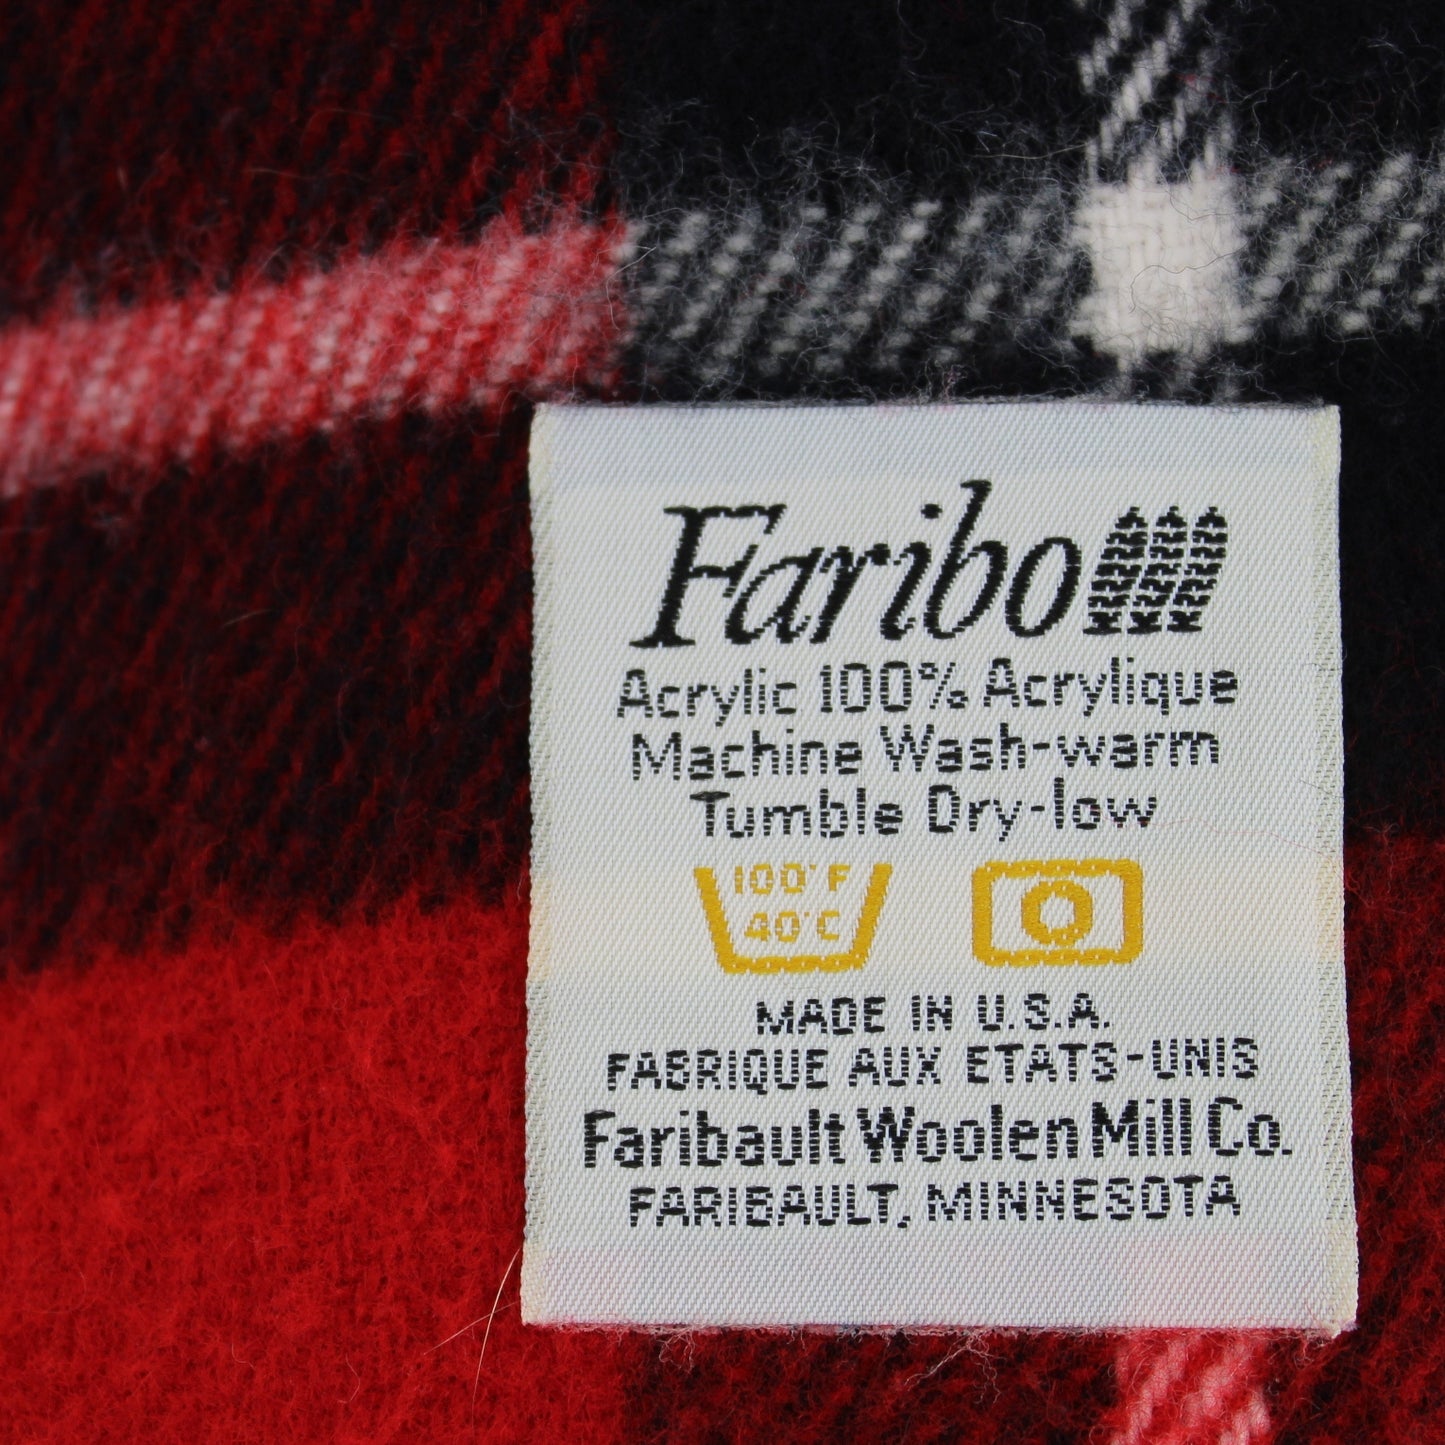 Faribo
Acrylic 100% Acrylique
Machine Wash-warm
Tumble Dry-low
100°F
40°C
MADE IN U.S.A.
FABRIQUE AUX ETATS-UNIS
Faribault Woolen Mill Co.
FARIBAULT, MINNESOTA